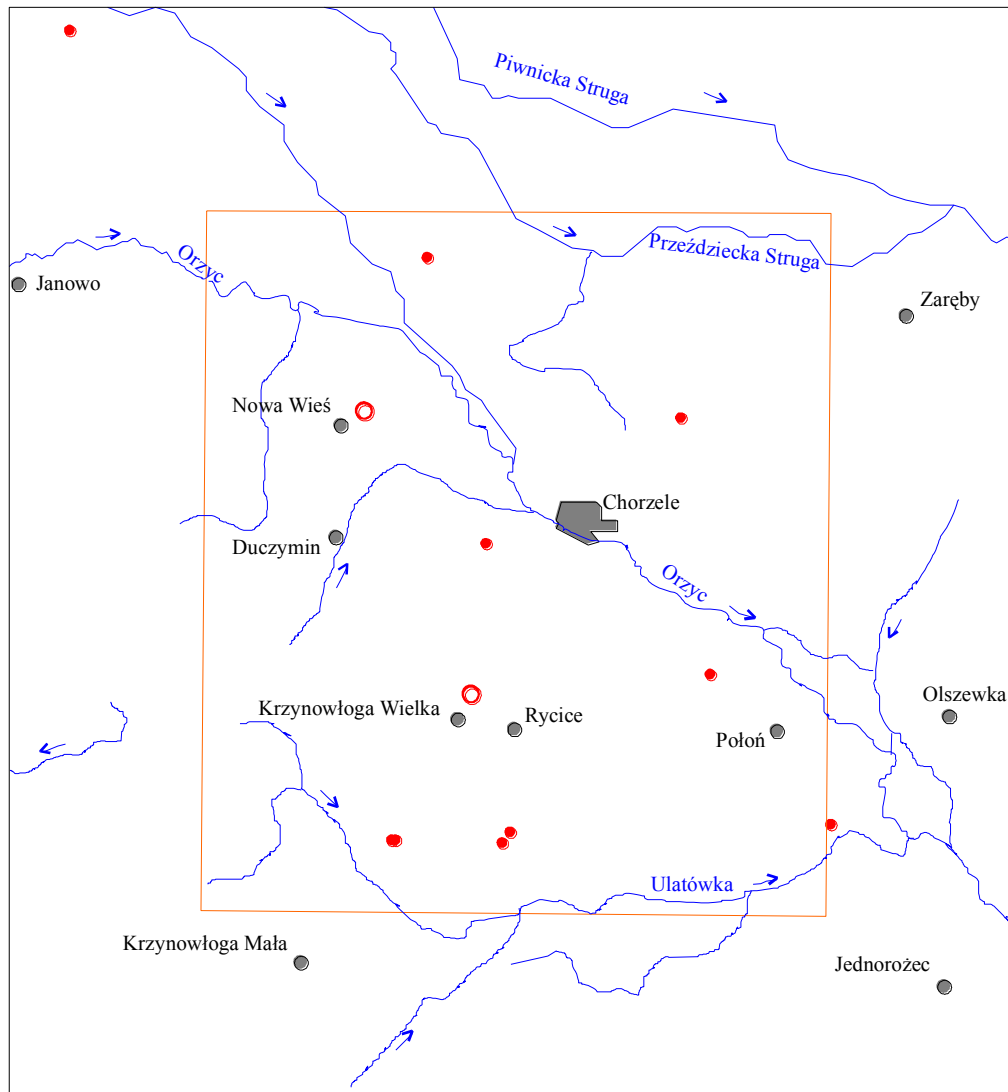 Piwnicka Struga
Orzyc
Przeździecka Struga
Janowo
Zaręby
Nowa Wieś
Chorzele
Duczymin
Orzyc
Krzynowłoga Wielka
Rycice
Połoń
Olszewka
Ulatówka
Krzynowłoga Mała
Jednorożec